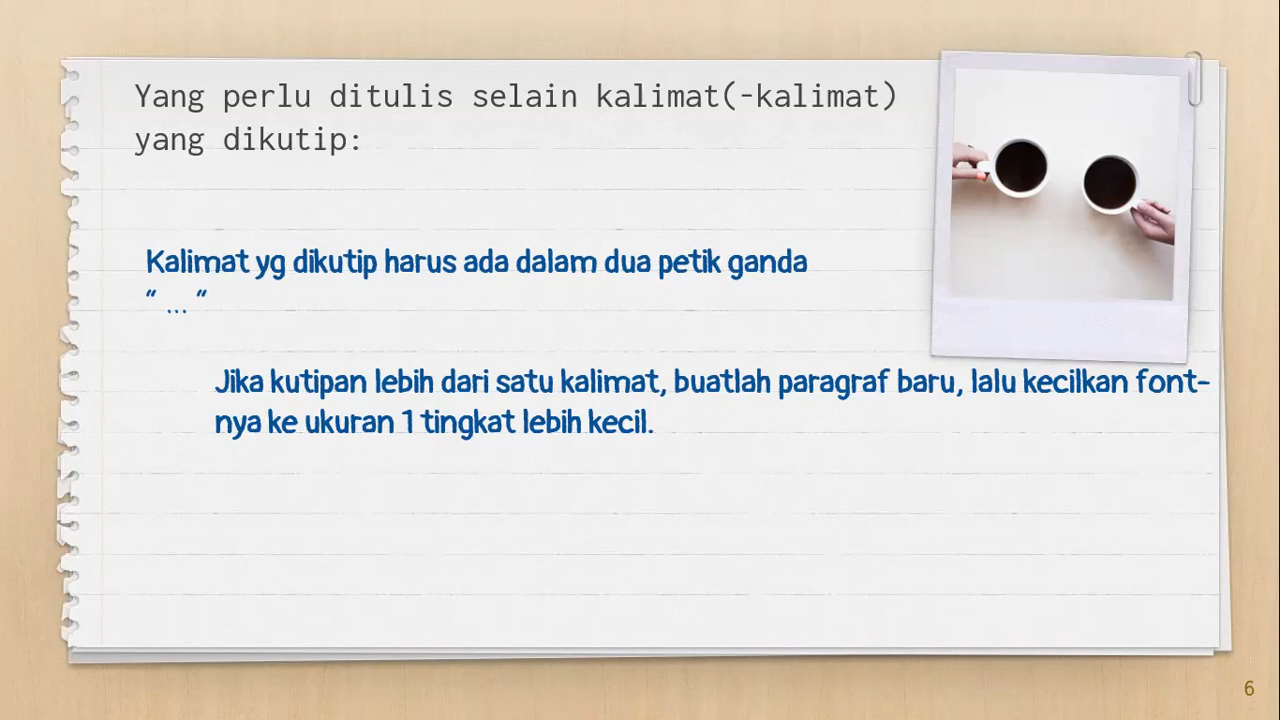 Yang perlu ditulis selain kalimat(-kalimat)
yang dikutip:
Kalimat yg dikutip harus ada dalam dua petik ganda
“ ... “
Jika kutipan lebih dari satu kalimat, buatlah paragraf baru, lalu kecilkan font-
nya ke ukuran 1 tingkat lebih kecil.
6